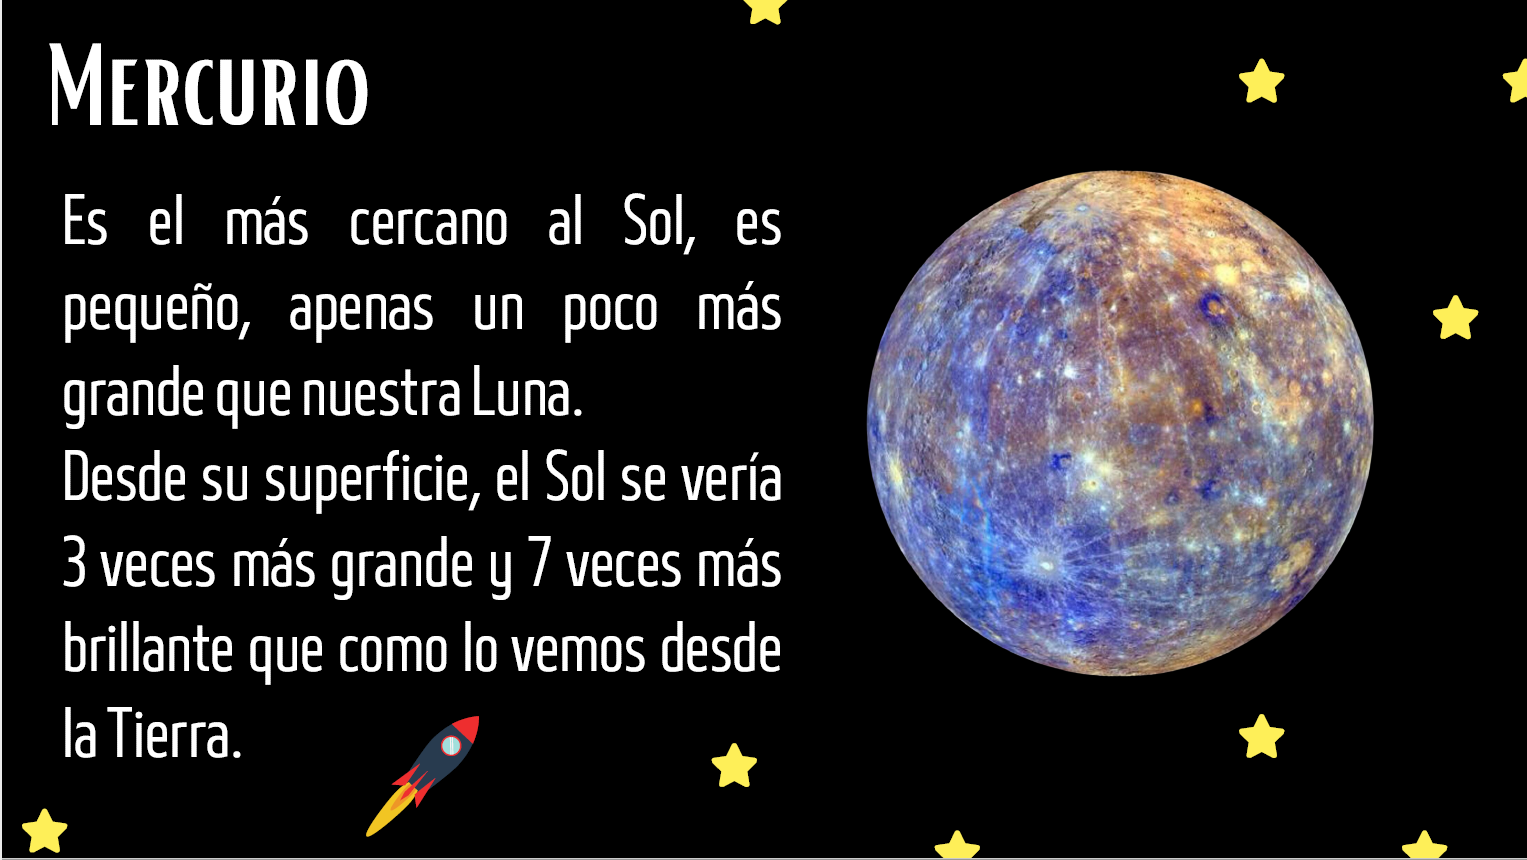 Mercurio
Es el más cercano al Sol, es
pequeño, apenas un poco más
grande que nuestra Luna.
Desde su superficie, el Sol se vería
3 veces más grande y 7 veces más
brillante que como lo vemos desde
la Tierra.